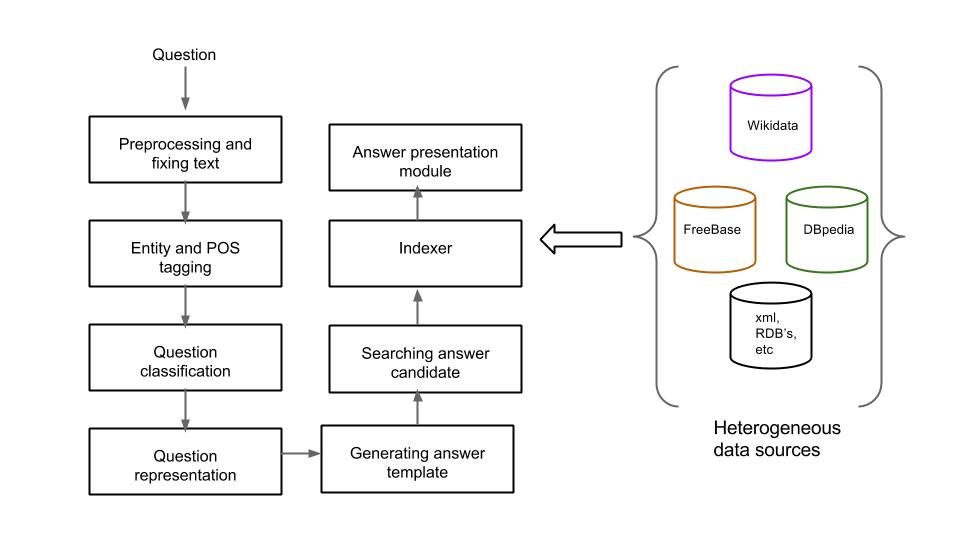 Question
Preprocessing and
fixing text
Entity and POS
tagging
Question
classification
Question
representation
Answer presentation
module
Indexer
Searching answer
candidate
Generating answer
template
Wikidata
FreeBase
DBpedia
xml,
RDB's,
etc
Heterogeneous
data sources